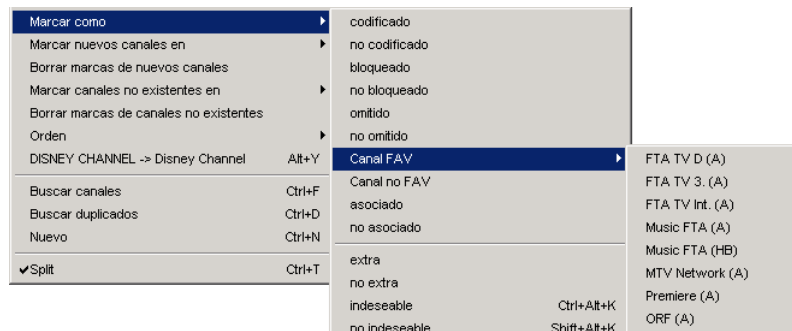 Marcar como
Marcar nuevos canales en
Borrar marcas de nuevos canales
Marcar canales no existentes en
Borrar marcas de canales no existentes
Orden
DISNEY CHANNEL -> Disney Channel Alt+Y
Buscar canales Ctrl+F
Buscar duplicados Ctrl+D
Nuevo Ctrl+N
✔Split Ctrl+T
codificado
no codificado
bloqueado
no bloqueado
omitido
no omitido
Canal FAV
Canal no FAV
asociado
no asociado
extra
no extra
indeseable Ctrl+Alt+K
no indeseable Shift+Alt+K
FTA TV D (A)
FTA TV 3. (A)
FTA TV Int. (A)
Music FTA (A)
Music FTA (HB)
MTV Network (A)
Premiere (A)
ORF (A)